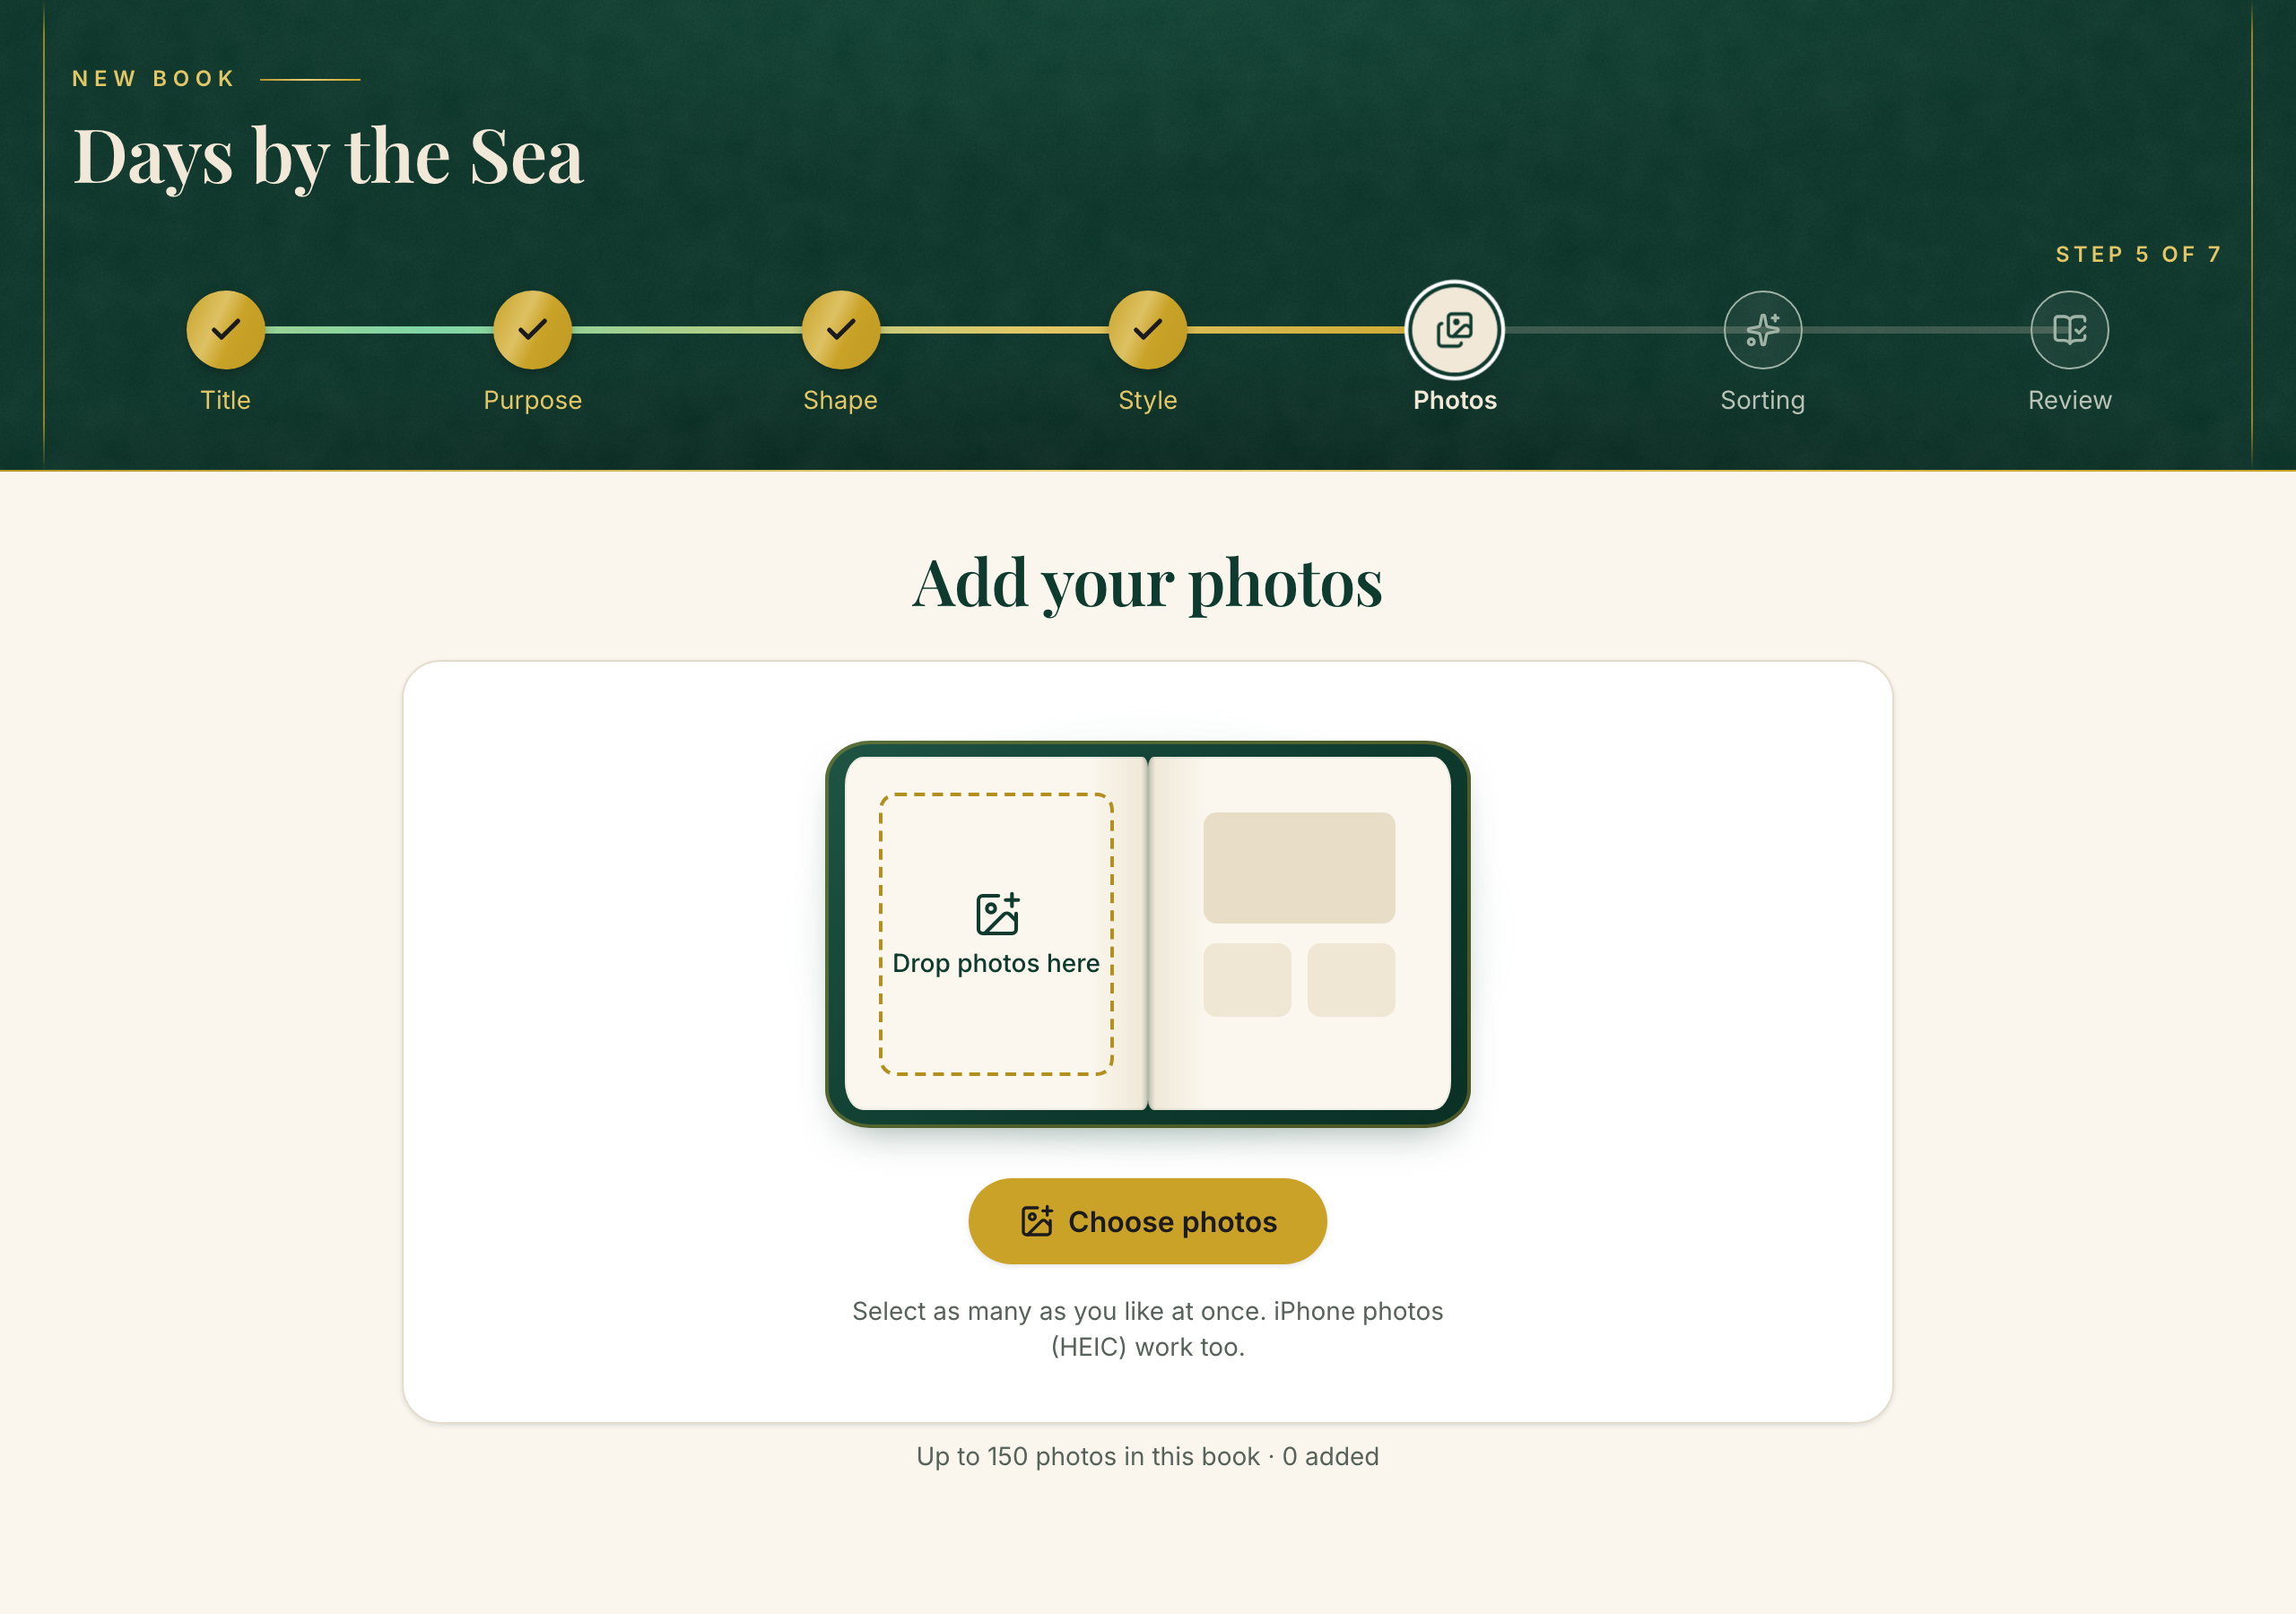 NEW BOOK
Days by the Sea
STEP 5 OF 7
Title
Purpose
Shape
Style
Photos
Sorting
Review
Add your photos
Drop photos here
Choose photos
Select as many as you like at once. iPhone photos
(HEIC) work too.
Up to 150 photos in this book · 0 added